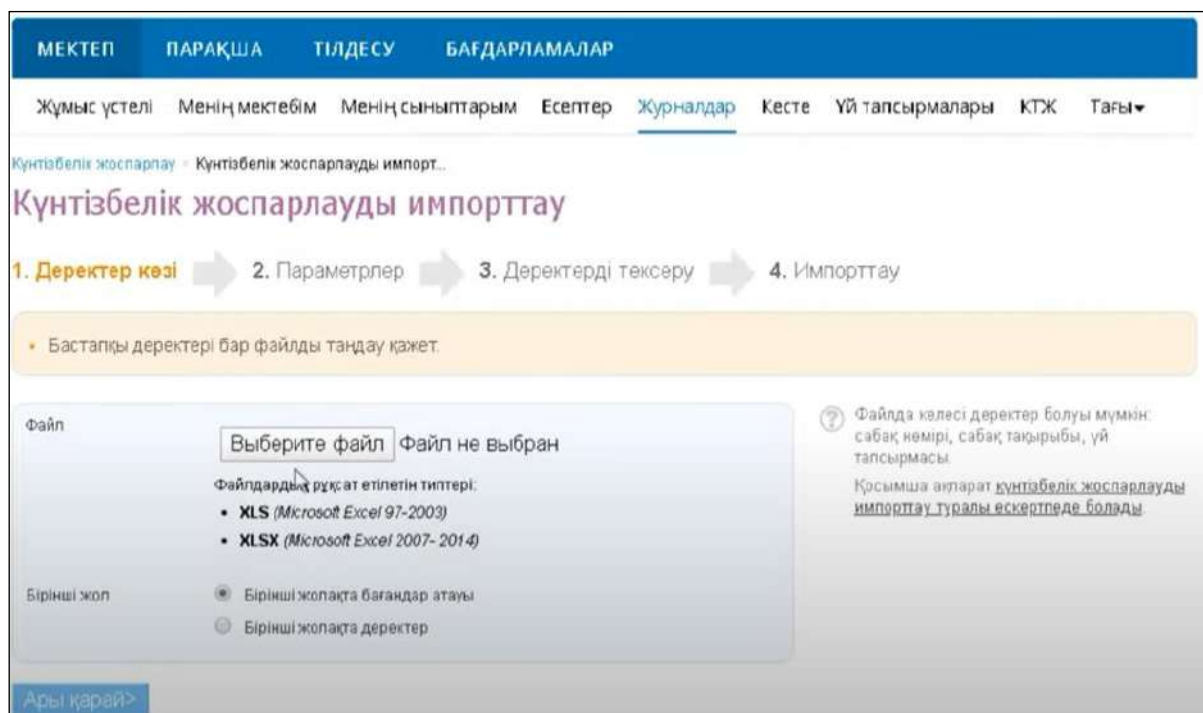 МЕКТЕП ПАРАҚША ТІЛДЕСУ БАҒДАРЛАМАЛАР
Жұмыс үстелі Менің мектебім Менің сыныптарым Есептер Журналдар Кесте Үй тапсырмалары КТЖ Тағы
Күнтізбелік жоспарлау Күнтізбелік жоспарлауды импорт...
Күнтізбелік жоспарлауды импорттау
1. Деректер көзі 2. Параметрлер 3. Деректерді тексеру 4. Импорттау
• Бастапқы деректері бар файлды таңдау қажет.
Файл
Выберите файл Файл не выбран
Файлдардың рұқсат етілетін типтері:
• XLS (Microsoft Excel 97-2003)
• XLSX (Microsoft Excel 2007- 2014)
Бірінші жол
Бірінші жолақта бағандар атауы
Бірінші жолақта деректер
? Файлда келесі деректер болуы мүмкін:
сабақ нөмірі, сабақ тақырыбы, үй
тапсырмасы.
Қосымша ақпарат күнтізбелік жоспарлауды
импорттау туралы ескертпеде болады.
Ары қарай>